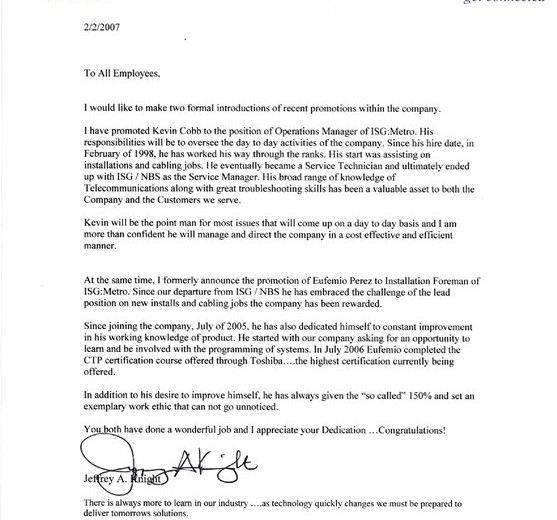 2/2/2007
To All Employees,
I would like to make two formal introductions of recent promotions within the company.
I have promoted Kevin Cobb to the position of Operations Manager of ISG:Metro. His
responsibilities will be to oversee the day to day activities of the company. Since his hire date, in
February of 1998, he has worked his way through the ranks. His start was assisting on
installations and cabling jobs. He eventually became a Service Technician and ultimately ended
up with ISG / NBS as the Service Manager. His broad range of knowledge of
Telecommunications along with great troubleshooting skills has been a valuable asset to both the
Company and the Customers we serve.
Kevin will be the point man for most issues that will come up on a day to day basis and I am
more than confident he will manage and direct the company in a cost effective and efficient
manner.
At the same time, I formerly announce the promotion of Eufemio Perez to Installation Foreman of
ISG:Metro. Since our departure from ISG / NBS he has embraced the challenge of the lead
position on new installs and cabling jobs the company has been rewarded.
Since joining the company, July of 2005, he has also dedicated himself to constant improvement
in his working knowledge of product. He started with our company asking for an opportunity to
learn and be involved with the programming of systems. In July 2006 Eufemio completed the
CTP certification course offered through Toshiba….the highest certification currently being
offered.
In addition to his desire to improve himself, he has always given the “so called” 150% and set an
exemplary work ethic that can not go unnoticed.
You both have done a wonderful job and I appreciate your Dedication …Congratulations!
Jeffrey A. Knight
There is always more to learn in our industry ….as technology quickly changes we must be prepared to
deliver tomorrows solutions.